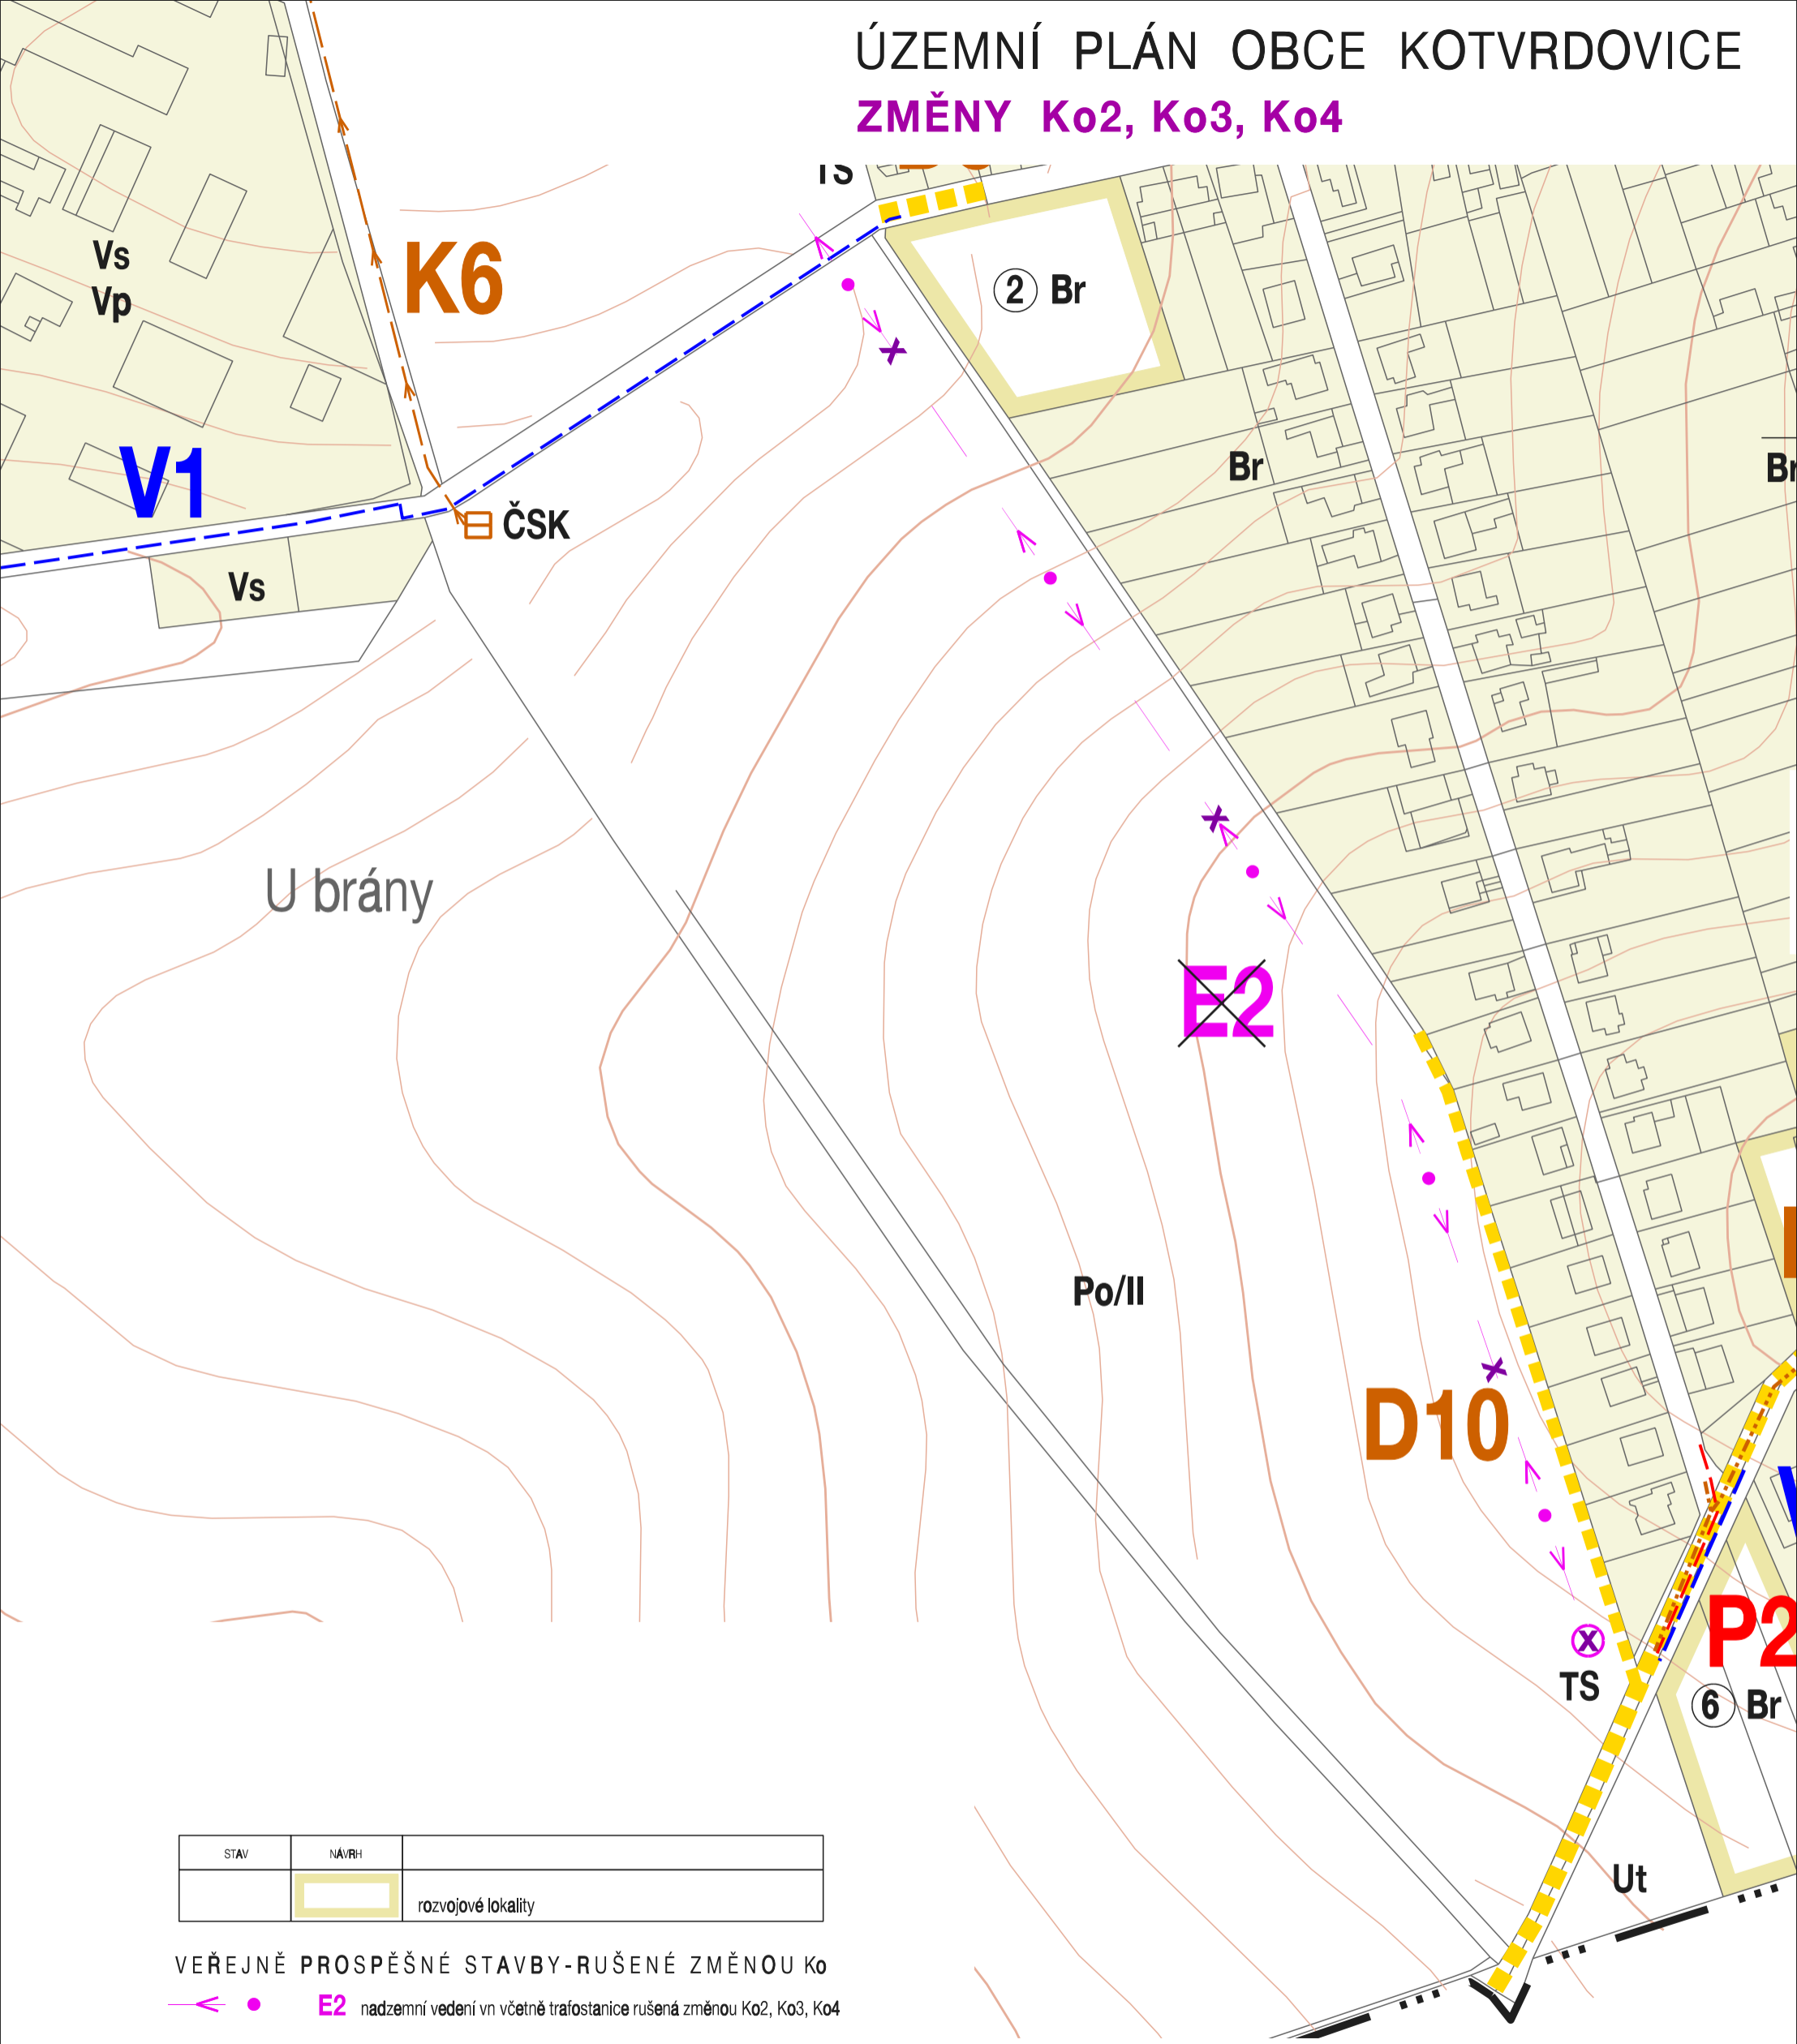 ÚZEMNÍ PLÁN OBCE KOTVRDOVICE
ZMĚNY Ko2, Ko3, Ko4
TS
Vs
Vp
K6
2 Br
V1
Br
Br
ČSK
Vs
U brány
E2
Po/II
D10
P2
TS
6 Br
Ut
STAV NÁVRH
rozvojové lokality
VEŘEJNĚ PROSPĚŠNÉ STAVBY-RUŠENÉ ZMĚNOU Ko
E2 nadzemní vedení vn včetně trafostanice rušená změnou Ko2, Ko3, Ko4